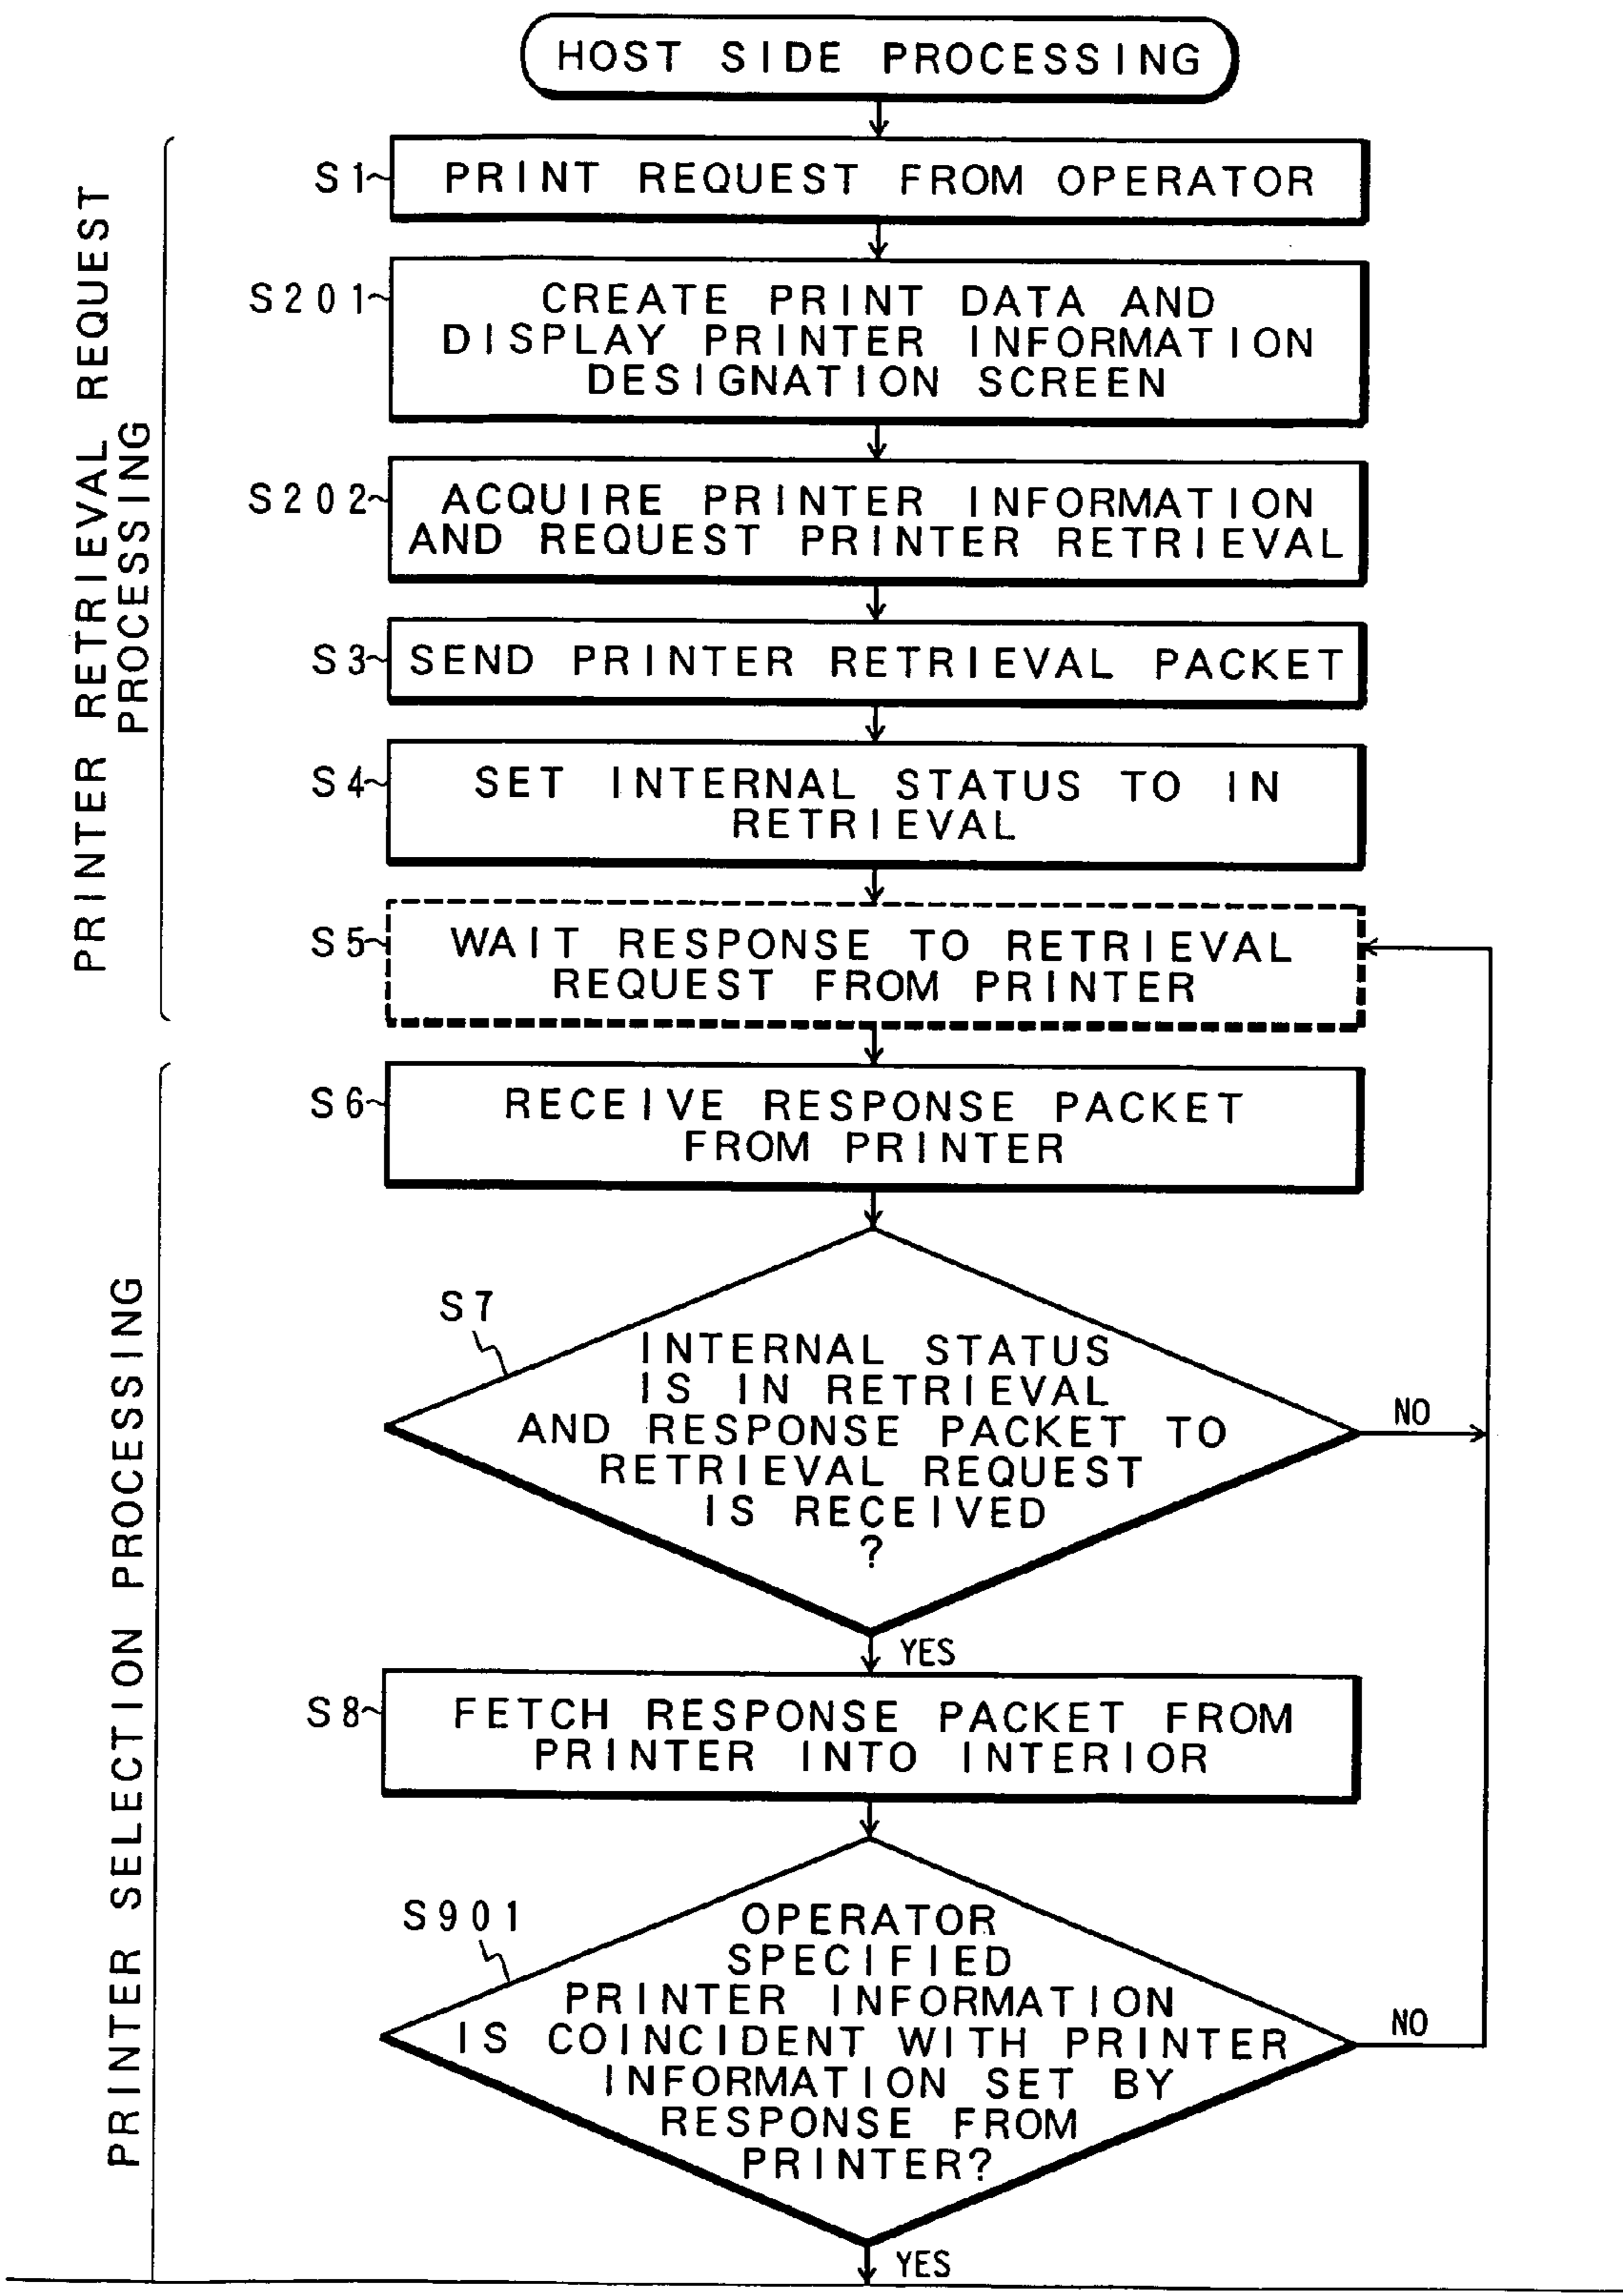 HOST SIDE PROCESSING
PRINTER RETRIEVAL REQUEST
PROCESSING
S1
PRINT REQUEST FROM OPERATOR
S201
CREATE PRINT DATA AND
DISPLAY PRINTER INFORMATION
DESIGNATION SCREEN
S202
ACQUIRE PRINTER INFORMATION
AND REQUEST PRINTER RETRIEVAL
S3
SEND PRINTER RETRIEVAL PACKET
S4
SET INTERNAL STATUS TO IN
RETRIEVAL
S5
WAIT RESPONSE TO RETRIEVAL
REQUEST FROM PRINTER
PRINTER SELECTION PROCESSING
S6
RECEIVE RESPONSE PACKET
FROM PRINTER
S7
INTERNAL STATUS
IS IN RETRIEVAL
AND RESPONSE PACKET TO
RETRIEVAL REQUEST
IS RECEIVED
?
NO
YES
S8
FETCH RESPONSE PACKET FROM
PRINTER INTO INTERIOR
S901
OPERATOR
SPECIFIED
PRINTER INFORMATION
IS COINCIDENT WITH PRINTER
INFORMATION SET BY
RESPONSE FROM
PRINTER?
NO
YES